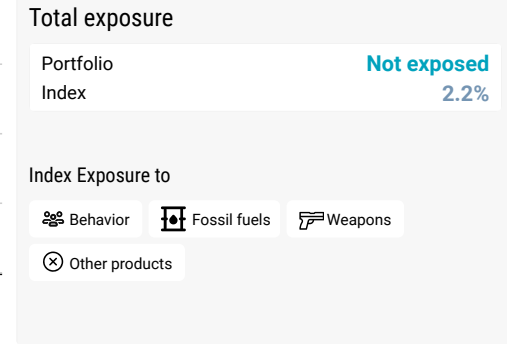 Total exposure
Portfolio Not exposed
Index 2.2%
Index Exposure to
Behavior Fossil fuels Weapons
Other products